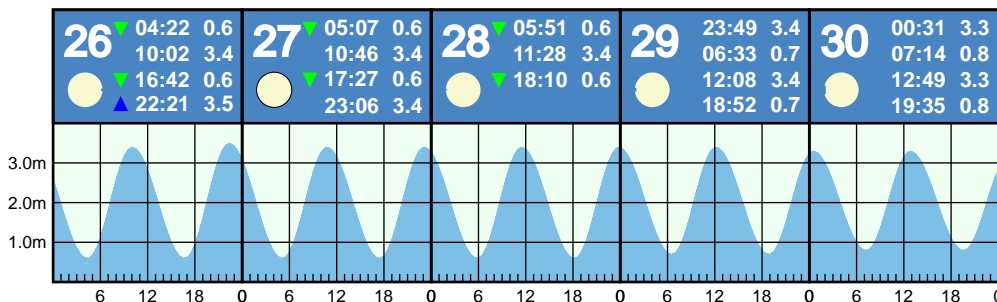 26 ▼ 04:22 0.6
10:02 3.4
▼ 16:42 0.6
▲ 22:21 3.5
27 ▼ 05:07 0.6
10:46 3.4
▼ 17:27 0.6
23:06 3.4
28 ▼ 05:51 0.6
11:28 3.4
▼ 18:10 0.6
29 23:49 3.4
06:33 0.7
12:08 3.4
18:52 0.7
30 00:31 3.3
07:14 0.8
12:49 3.3
19:35 0.8
3.0m
2.0m
1.0m
6 12 18 0 6 12 18 0 6 12 18 0 6 12 18 0 6 12 18 0